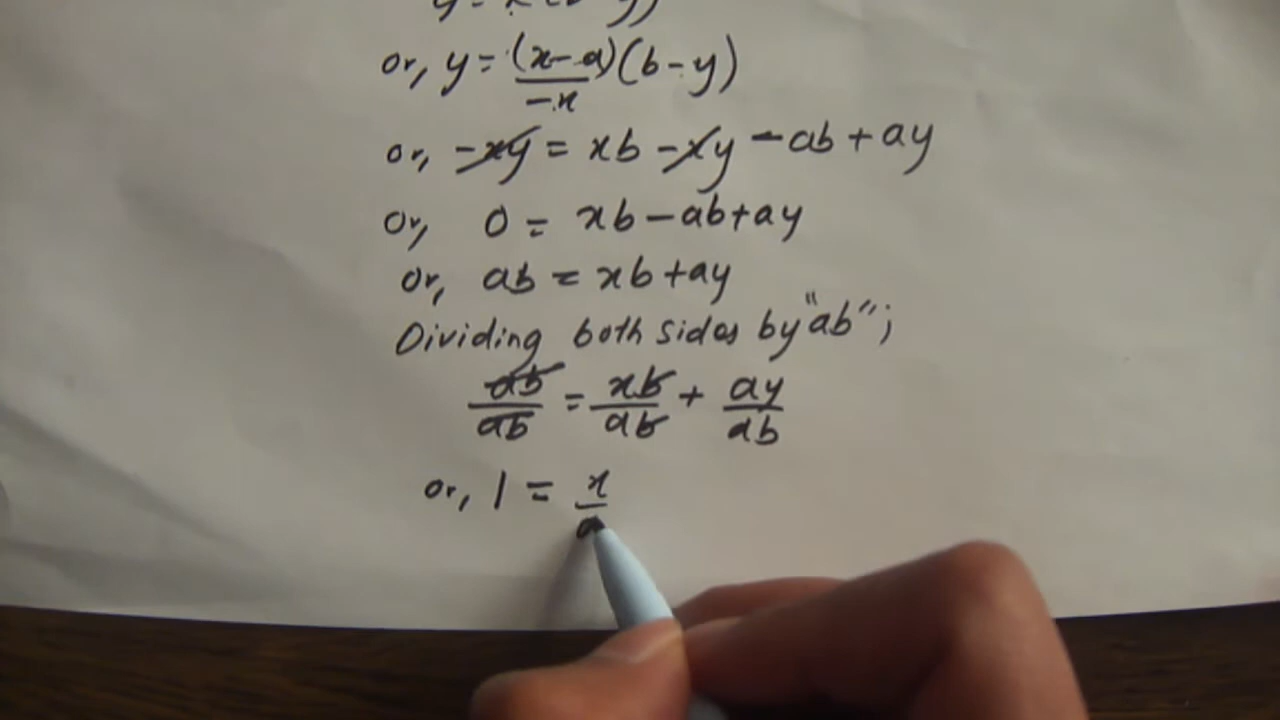 or, y = (x-a)/-x (b-y)
or, -xy = xb - xy - ab + ay
or, 0 = xb - ab + ay
or, ab = xb + ay
Dividing both sides by "ab";
ab/ab = xb/ab + ay/ab
or, 1 = x/a